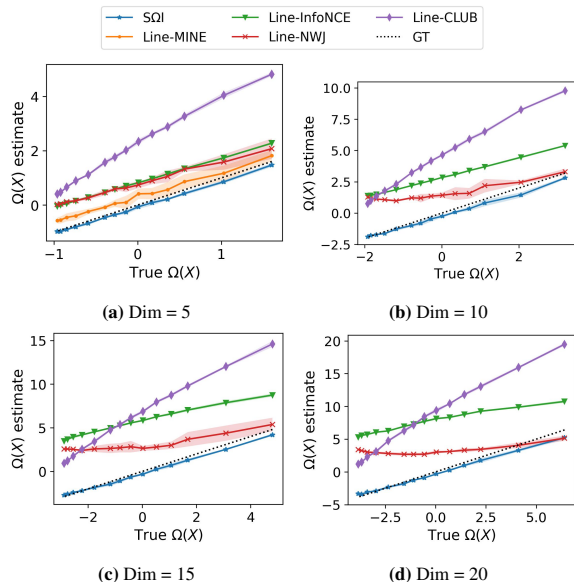 SΩI
Line-InfoNCE
Line-CLUB
Line-MINE
Line-NWJ
GT
Ω(X) estimate
4
2
0
−1
0
1
True Ω(X)
(a) Dim = 5
Ω(X) estimate
10.0
7.5
5.0
2.5
0.0
−2.5
−2
0
2
True Ω(X)
(b) Dim = 10
Ω(X) estimate
15
10
5
0
−2
0
2
4
True Ω(X)
(c) Dim = 15
Ω(X) estimate
20
15
10
5
0
−5
−2.5
0.0
2.5
5.0
True Ω(X)
(d) Dim = 20